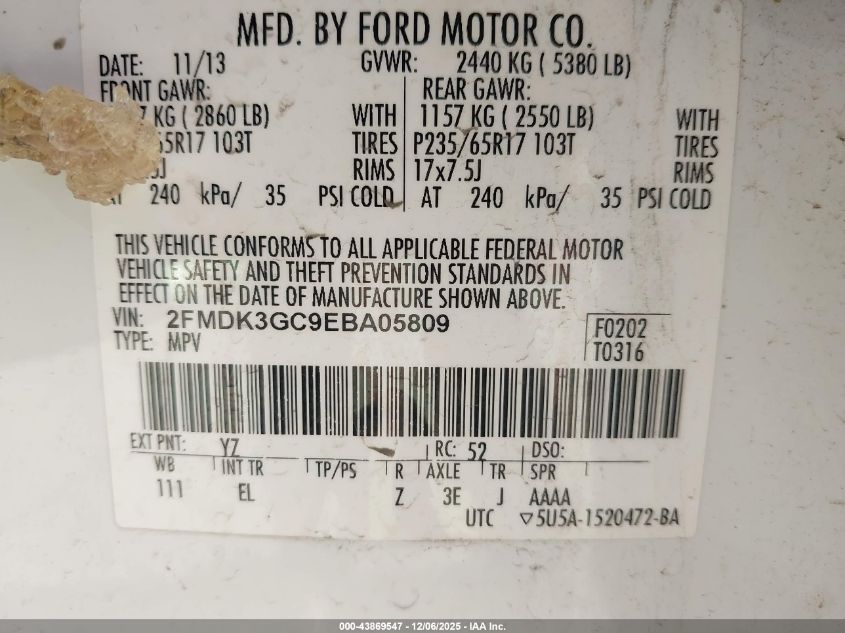 MFD. BY FORD MOTOR CO.
DATE: 11/13 GVWR: 2440 KG ( 5380 LB)
FRONT GAWR: REAR GAWR:
KG ( 2860 LB) WITH 1157 KG ( 2550 LB) WITH
65R17 103T TIRES P235/65R17 103T TIRES
RIMS 17x7.5J RIMS
AT 240 kPa/ 35 PSI COLD AT 240 kPa/ 35 PSI COLD
THIS VEHICLE CONFORMS TO ALL APPLICABLE FEDERAL MOTOR
VEHICLE SAFETY AND THEFT PREVENTION STANDARDS IN
EFFECT ON THE DATE OF MANUFACTURE SHOWN ABOVE.
VIN: 2FMDK3GC9EBA05809 F0202
TYPE: MPV T0316
EXT PNT: YZ RC: 52 DSO:
WB INT TR TP/PS R AXLE TR SPR
111 EL Z 3E J AAAA
UTC ▽5U5A-1520472-BA
000-43869547 - 12/06/2025 - IAA Inc.